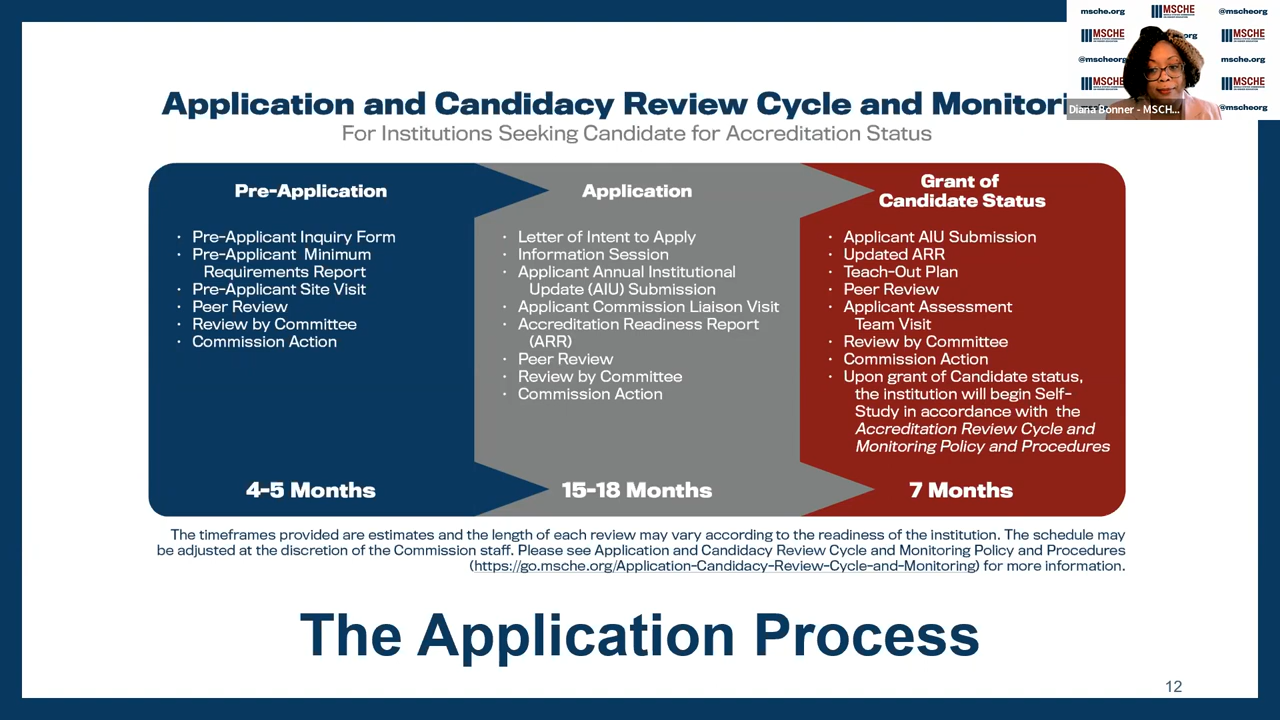 msche.org
MSCHE
@mscheorg
MSCHE
MSCHE
@mscheorg
msche.org
MSCHE
MSCHE
@mscheorg
Diana Bonner - MSCH...
Application and Candidacy Review Cycle and Monitori
For Institutions Seeking Candidate for Accreditation Status
Pre-Application
· Pre-Applicant Inquiry Form
· Pre-Applicant Minimum
Requirements Report
· Pre-Applicant Site Visit
· Peer Review
· Review by Committee
· Commission Action
4-5 Months
Application
· Letter of Intent to Apply
· Information Session
· Applicant Annual Institutional
Update (AIU) Submission
· Applicant Commission Liaison Visit
· Accreditation Readiness Report
(ARR)
· Peer Review
· Review by Committee
· Commission Action
15-18 Months
Grant of
Candidate Status
· Applicant AIU Submission
· Updated ARR
· Teach-Out Plan
· Peer Review
· Applicant Assessment
Team Visit
· Review by Committee
· Commission Action
· Upon grant of Candidate status,
the institution will begin Self-
Study in accordance with the
Accreditation Review Cycle and
Monitoring Policy and Procedures
7 Months
The timeframes provided are estimates and the length of each review may vary according to the readiness of the institution. The schedule may
be adjusted at the discretion of the Commission staff. Please see Application and Candidacy Review Cycle and Monitoring Policy and Procedures
(https://go.msche.org/Application-Candidacy-Review-Cycle-and-Monitoring) for more information.
The Application Process
12